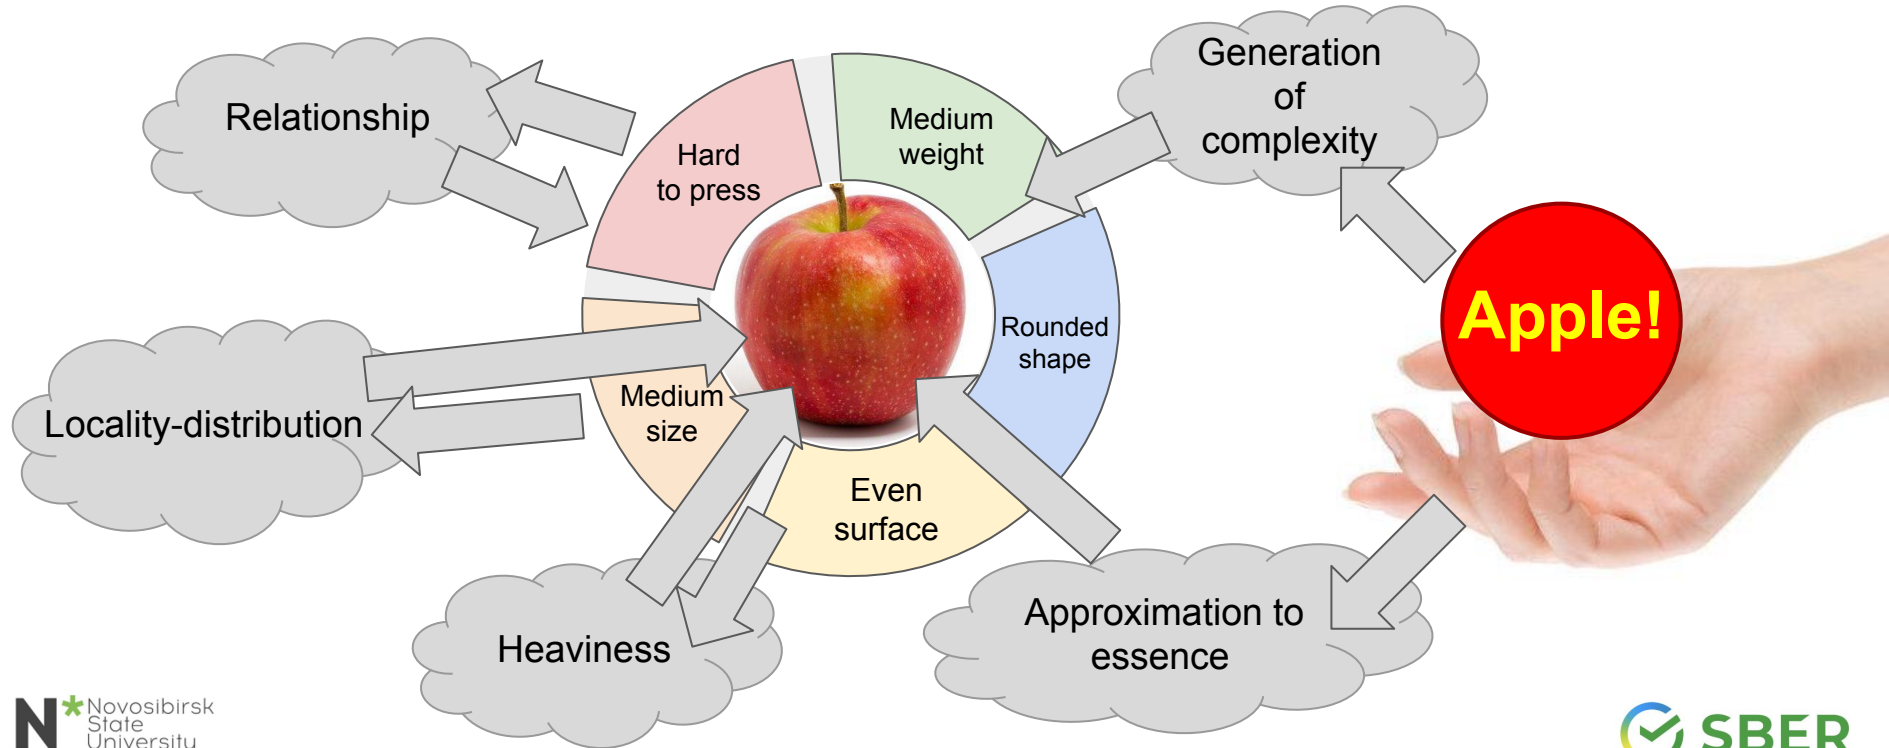 Relationship
Hard
to press
Medium
weight
Generation
of
complexity
Apple!
Rounded
shape
Locality-distribution
Medium
size
Even
surface
Heaviness
Approximation to
essence
N*Novosibirsk
State
University
SBER